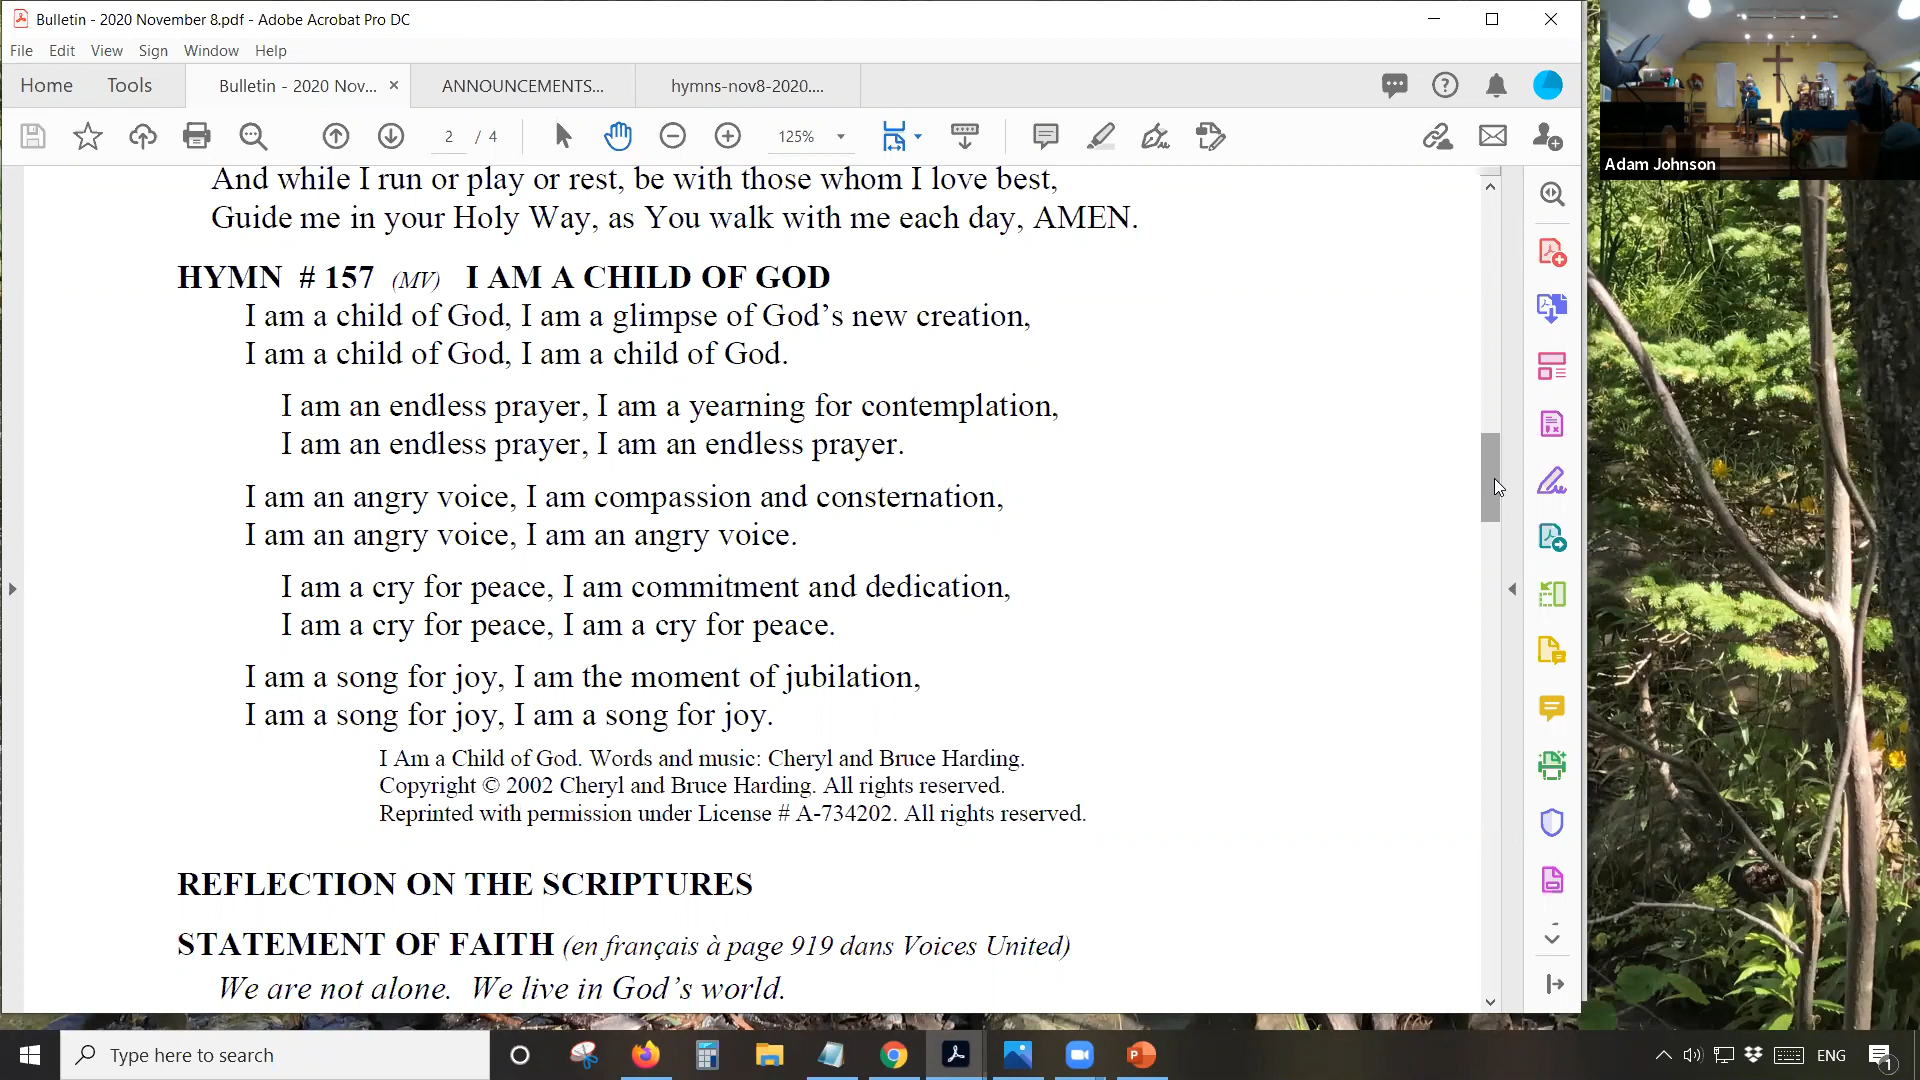 Bulletin - 2020 November 8.pdf - Adobe Acrobat Pro DC
File Edit View Sign Window Help
Home Tools Bulletin - 2020 Nov... × ANNOUNCEMENTS... hymns-nov8-2020....
2 / 4 125%
Adam Johnson
And while I run or play or rest, be with those whom I love best,
Guide me in your Holy Way, as You walk with me each day, AMEN.
HYMN # 157 (MV) I AM A CHILD OF GOD
I am a child of God, I am a glimpse of God’s new creation,
I am a child of God, I am a child of God.
I am an endless prayer, I am a yearning for contemplation,
I am an endless prayer, I am an endless prayer.
I am an angry voice, I am compassion and consternation,
I am an angry voice, I am an angry voice.
I am a cry for peace, I am commitment and dedication,
I am a cry for peace, I am a cry for peace.
I am a song for joy, I am the moment of jubilation,
I am a song for joy, I am a song for joy.
I Am a Child of God. Words and music: Cheryl and Bruce Harding.
Copyright © 2002 Cheryl and Bruce Harding. All rights reserved.
Reprinted with permission under License # A-734202. All rights reserved.
REFLECTION ON THE SCRIPTURES
STATEMENT OF FAITH (en français à page 919 dans Voices United)
We are not alone. We live in God’s world.
Type here to search
ENG
1